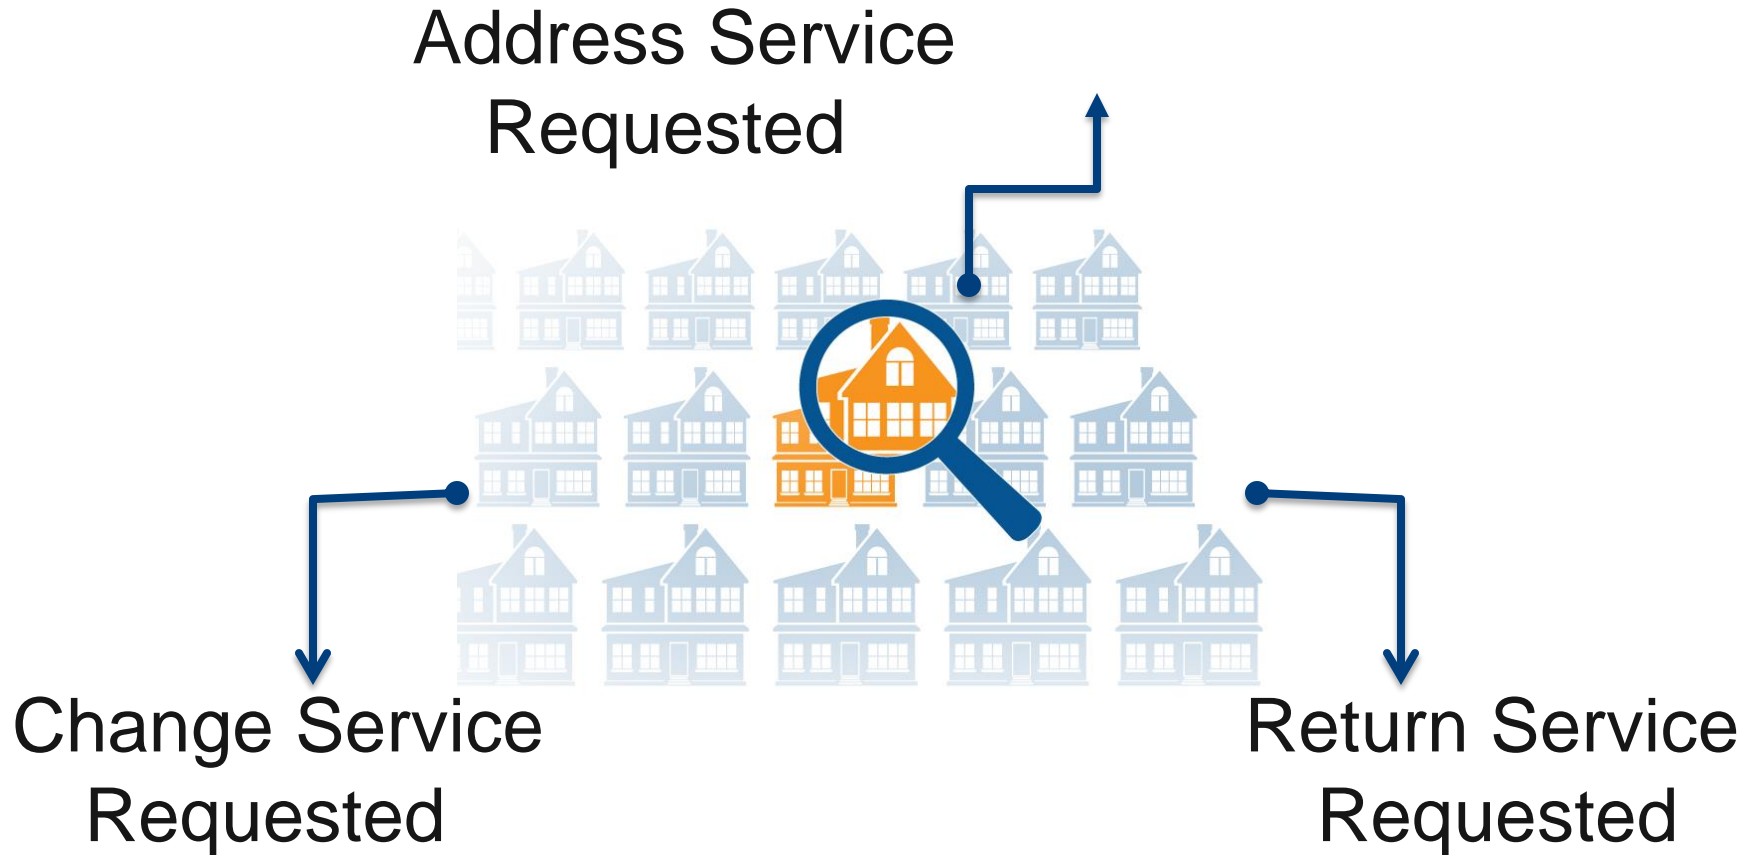 Address Service
Requested
Change Service
Requested
Return Service
Requested